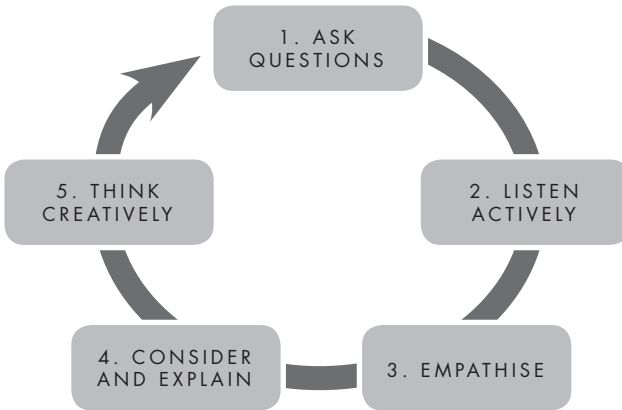 1. ASK
QUESTIONS
2. LISTEN
ACTIVELY
3. EMPATHISE
4. CONSIDER
AND EXPLAIN
5. THINK
CREATIVELY